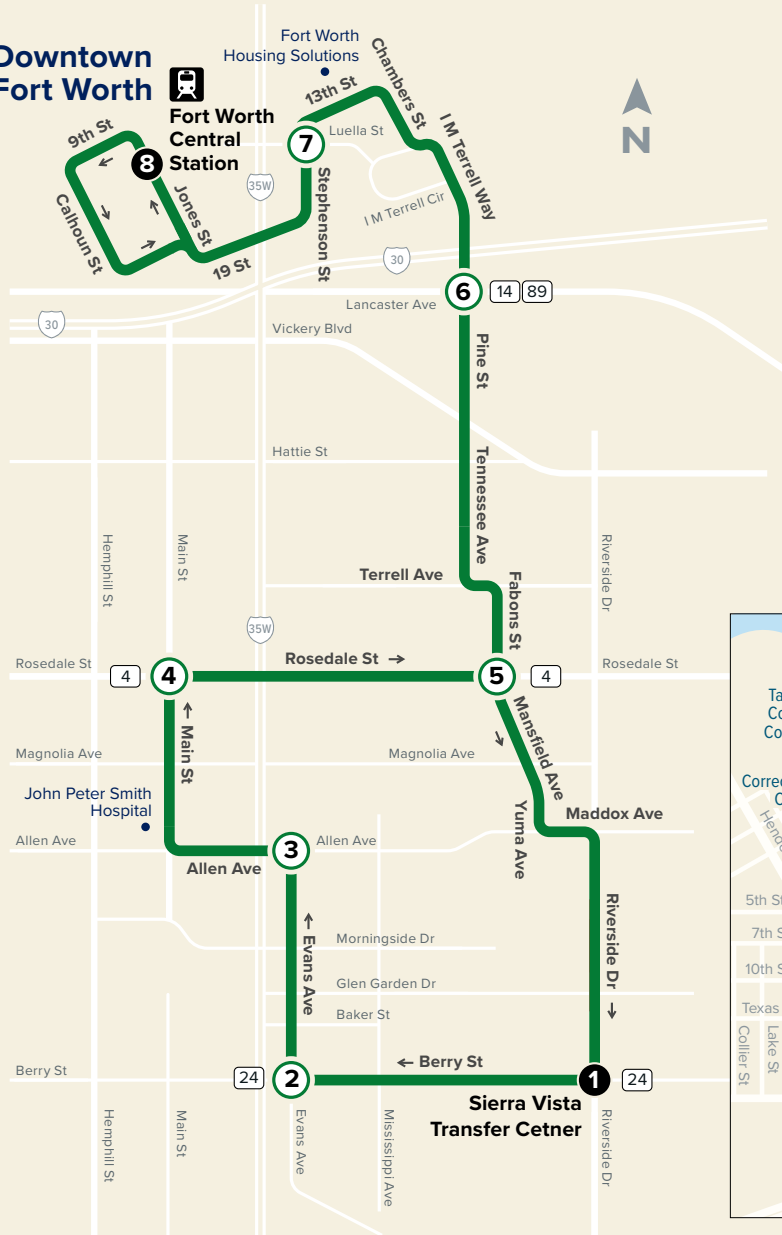 Downtown
Fort Worth
Fort Worth
Housing Solutions
Fort Worth
Central
Station
13th St
Chambers St
I M Terrell Way
9th St
8
7
Luella St
35W
Calhoun St
Jones St
Stephenson St
I M Terrell Cir
19 St
N
30
6
14
89
Lancaster Ave
30
Vickery Blvd
Pine St
Hattie St
Tennessee Ave
Hemphill St
Main St
Riverside Dr
Terrell Ave
Fabons St
35W
Rosedale St
4
4
Rosedale St
5
4
Rosedale St
Main St
Mansfield Ave
Magnolia Ave
Magnolia Ave
John Peter Smith
Hospital
Yuma Ave
Maddox Ave
Allen Ave
3
Allen Ave
Allen Ave
Evans Ave
Riverside Dr
Morningside Dr
Glen Garden Dr
Baker St
Berry St
24
2
Berry St
1
24
Sierra Vista
Transfer Cetner
Hemphill St
Main St
Evans Ave
Mississippi Ave
Riverside Dr
Ta
Co
Co
Corre
C
Hend
5th St
7th S
10th S
Texas
Collier St
Lake St